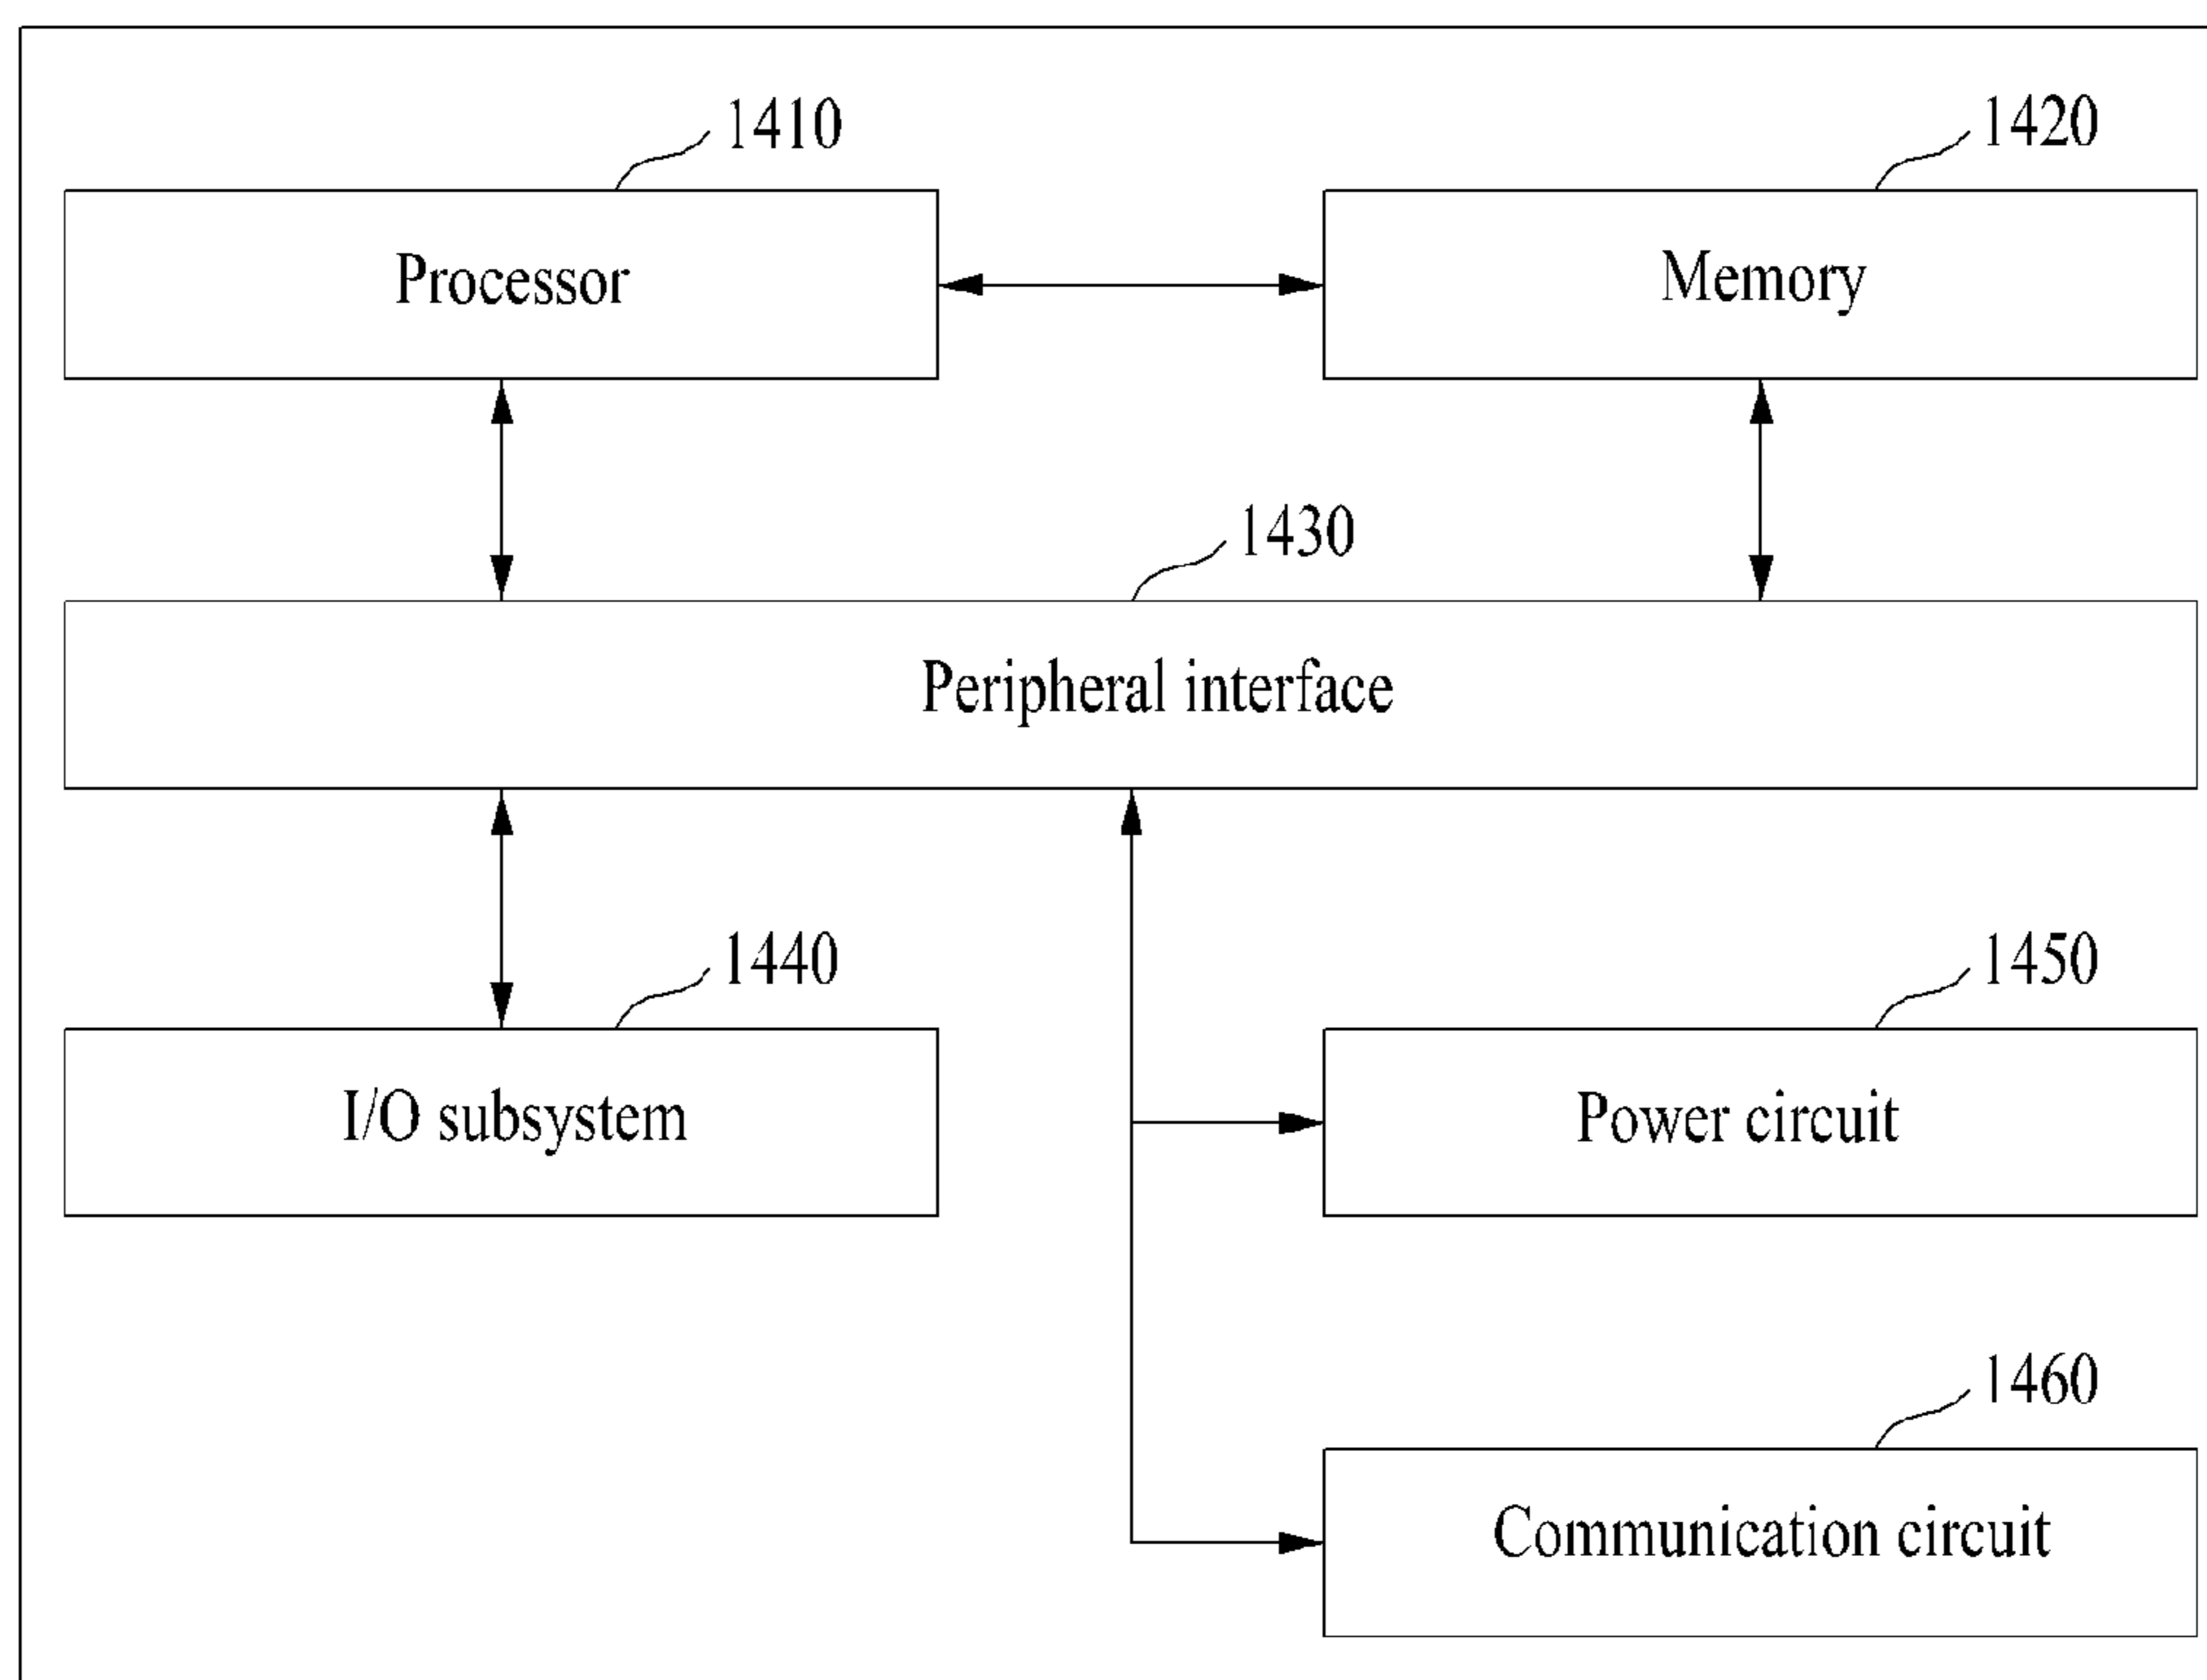 1410
1420
Processor
Memory
1430
Peripheral interface
1440
1450
I/O subsystem
Power circuit
1460
Communication circuit